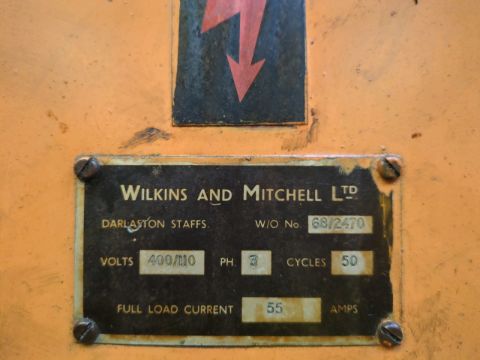 WILKINS AND MITCHELL LTD
DARLASTON STAFFS. W/O No. 68/2470
VOLTS 400/110 PH. 3 CYCLES 50
FULL LOAD CURRENT 55 AMPS